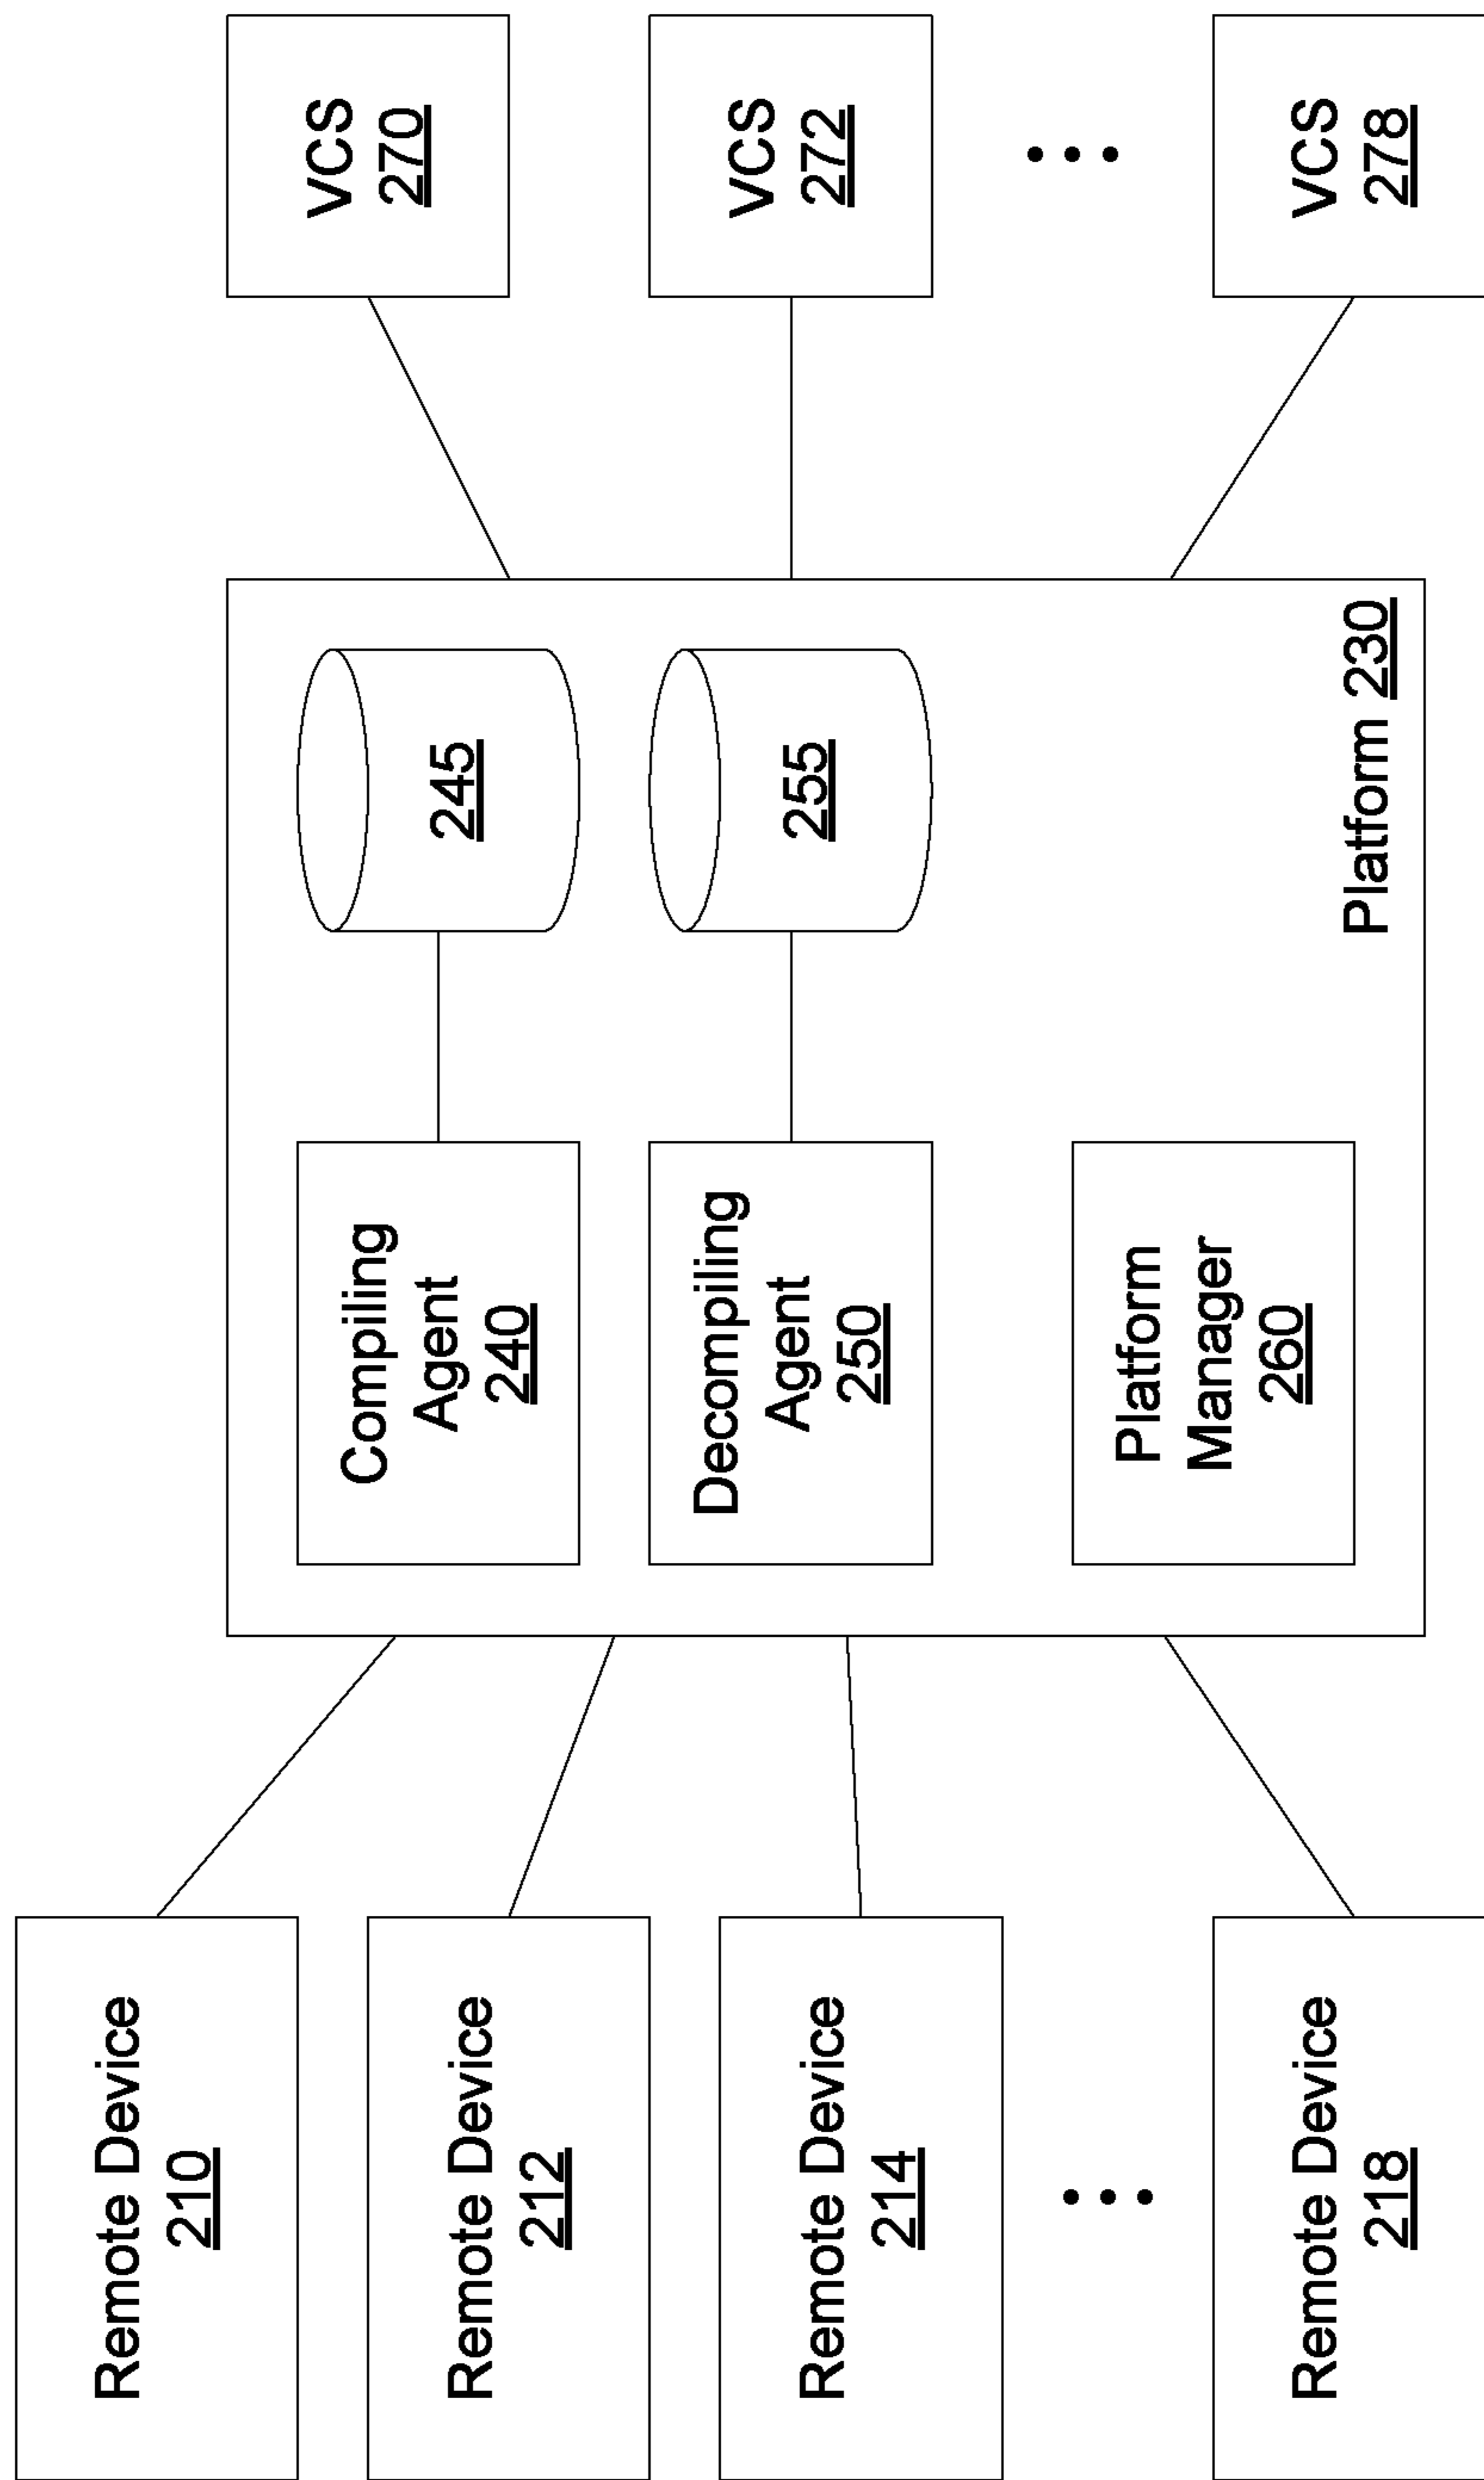 Remote Device
210
Remote Device
212
Remote Device
214
Remote Device
218
Compiling
Agent
240
Decompiling
Agent
250
Platform
Manager
260
245
255
Platform 230
VCS
270
VCS
272
VCS
278